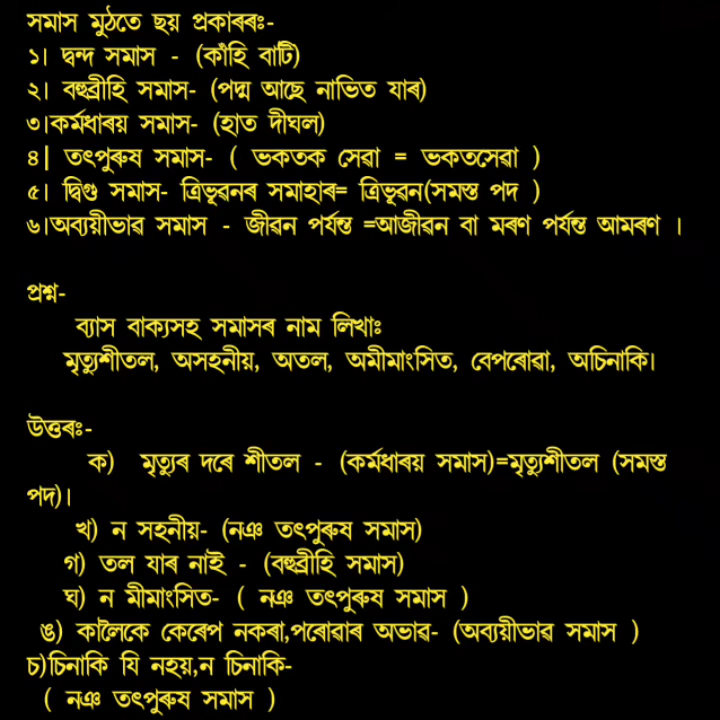 সমাস মুঠতে ছয় প্ৰকাৰৰঃ-
১। দ্বন্দ সমাস - (কাঁহি বাটি)
২। বহুব্ৰীহি সমাস- (পদ্ম আছে নাভিত যাৰ)
৩।কৰ্মধাৰয় সমাস- (হাত দীঘল)
৪| তৎপুৰুষ সমাস- ( ভকতক সেৱা = ভকতসেৱা )
৫। দ্বিগু সমাস- ত্ৰিভূৱনৰ সমাহাৰ= ত্ৰিভূৱন(সমস্ত পদ )
৬।অব্যয়ীভাৱ সমাস - জীৱন পৰ্যন্ত =আজীৱন বা মৰণ পৰ্যন্ত আমৰণ ।
প্ৰশ্ন-
ব্যাস বাক্যসহ সমাসৰ নাম লিখাঃ
মৃত্যুশীতল, অসহনীয়, অতল, অমীমাংসিত, বেপৰোৱা, অচিনাকি।
উত্তৰঃ-
ক) মৃত্যুৰ দৰে শীতল - (কৰ্মধাৰয় সমাস)=মৃত্যুশীতল (সমস্ত
পদ)।
খ) ন সহনীয়- (নঞ তৎপুৰুষ সমাস)
গ) তল যাৰ নাই - (বহুব্ৰীহি সমাস)
ঘ) ন মীমাংসিত- ( নঞ তৎপুৰুষ সমাস )
ঙ) কালৈকে কেৰেপ নকৰা,পৰোৱাৰ অভাৱ- (অব্যয়ীভাৱ সমাস )
চ)চিনাকি যি নহয়,ন চিনাকি-
( নঞ তৎপুৰুষ সমাস )